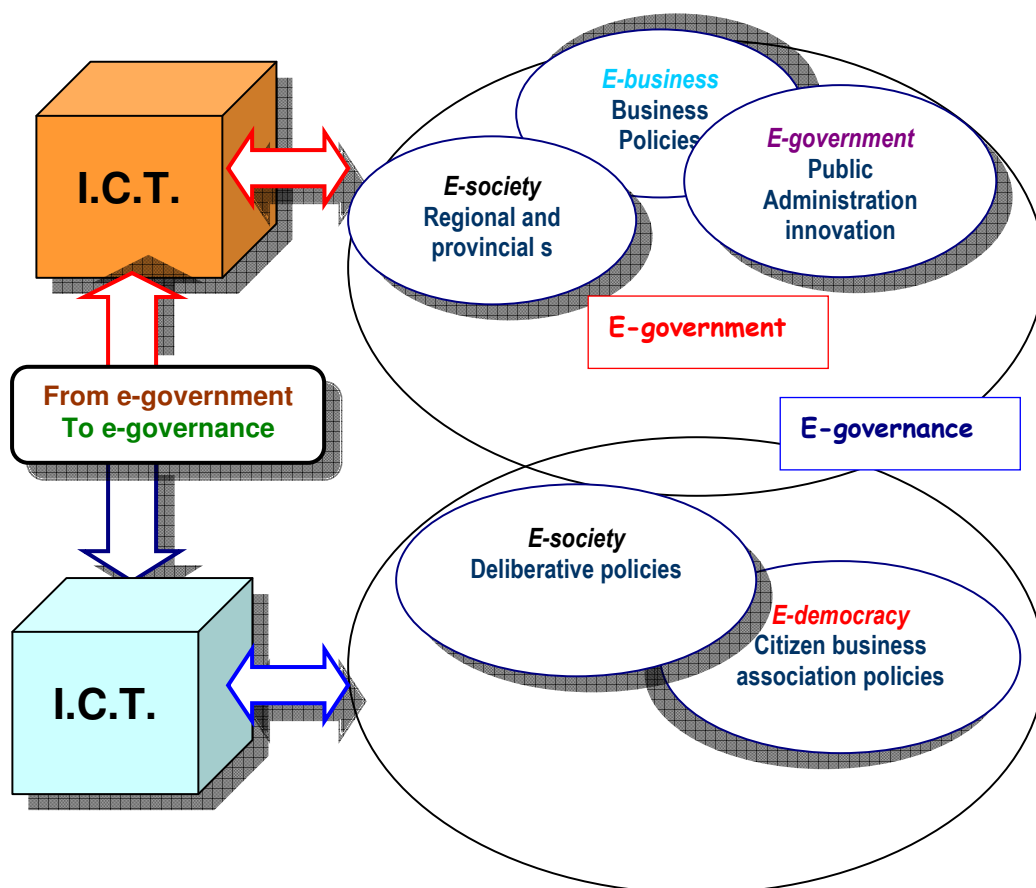 I.C.T.
E-business
Business
Policies
E-government
Public
Administration
innovation
E-society
Regional and
provincial s
E-government
From e-government
To e-governance
E-governance
E-society
Deliberative policies
E-democracy
Citizen business
association policies
I.C.T.